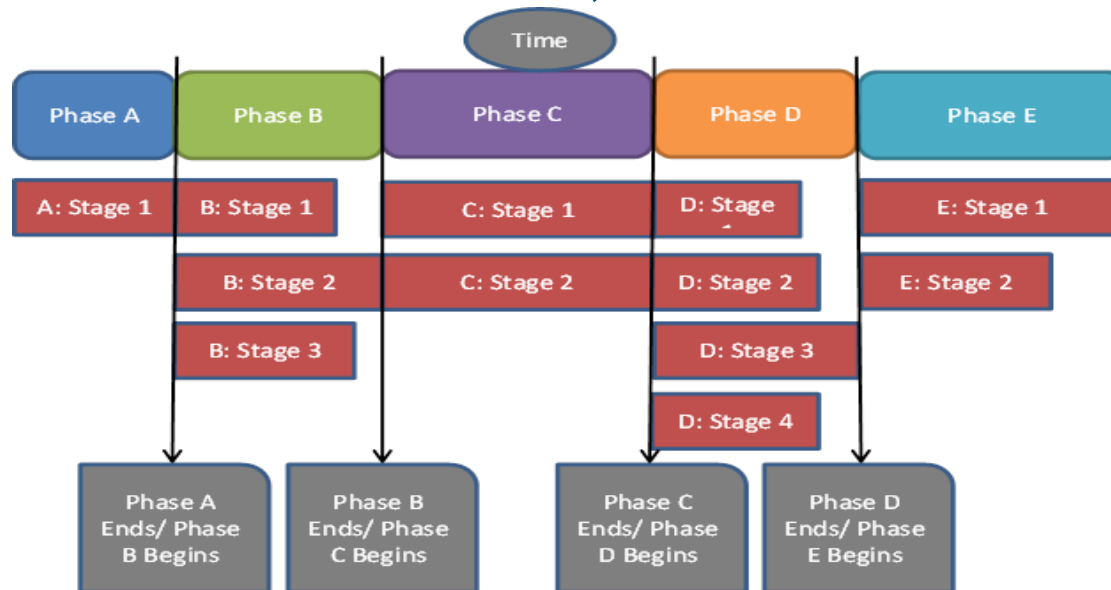 Time
Phase A
Phase B
Phase C
Phase D
Phase E
A: Stage 1
B: Stage 1
C: Stage 1
D: Stage
E: Stage 1
B: Stage 2
C: Stage 2
D: Stage 2
E: Stage 2
B: Stage 3
D: Stage 3
D: Stage 4
Phase A
Ends/ Phase
B Begins
Phase B
Ends/ Phase
C Begins
Phase C
Ends/ Phase
D Begins
Phase D
Ends/ Phase
E Begins